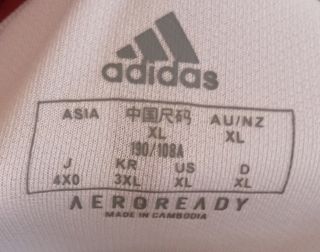 adidas
ASIA 中国尺码 AU/NZ
XL XL
190/108A
J KR US D
4XO 3XL XL XL
AEROREADY
MADE IN CAMBODIA